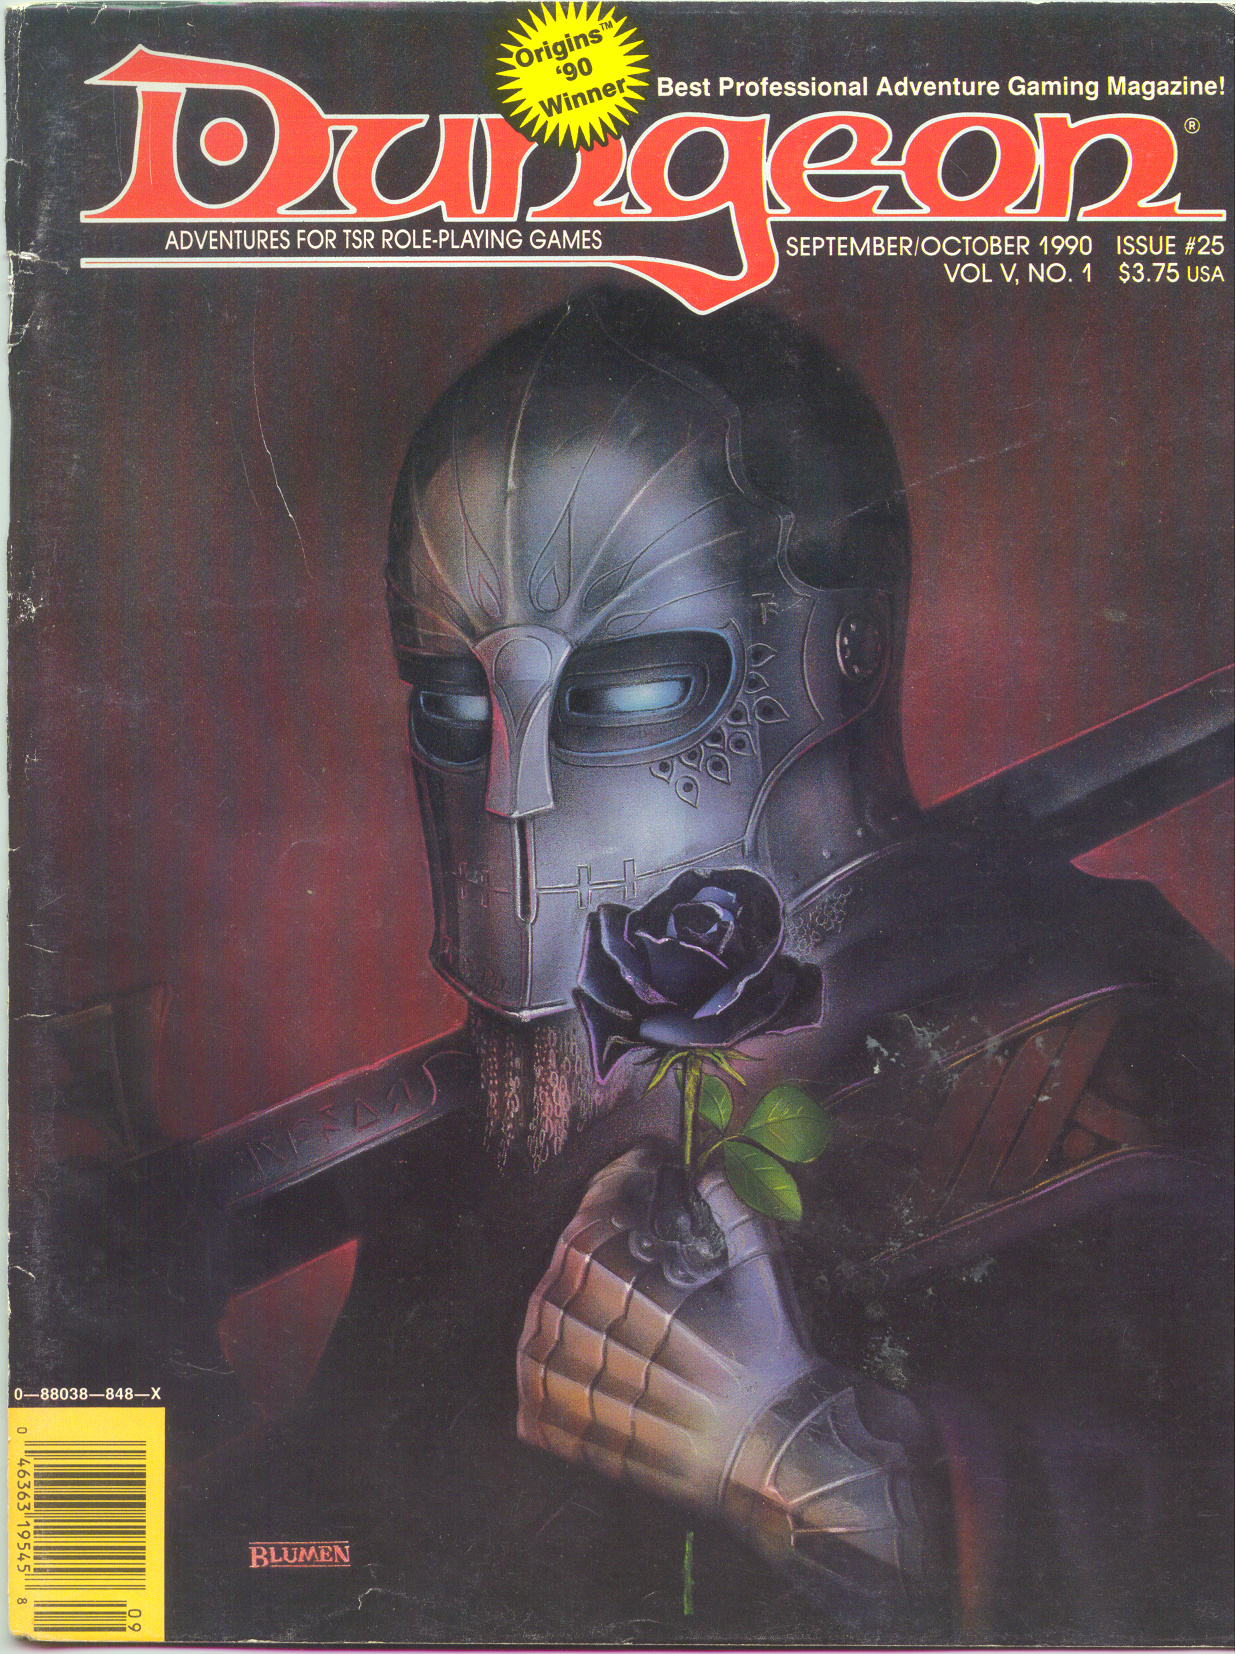 Origins™
'90
Winner
Best Professional Adventure Gaming Magazine!
Dungeon®
ADVENTURES FOR TSR ROLE-PLAYING GAMES
SEPTEMBER/OCTOBER 1990 ISSUE #25
VOL V, NO. 1 $3.75 USA
0—88038—848—X
0 46363 19545 8
09
BLUMEN